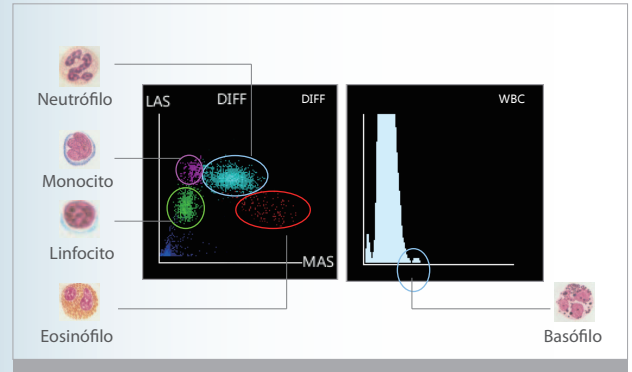 Neutrófilo
Monocito
Linfocito
Eosinófilo
LAS
DIFF
DIFF
MAS
WBC
Basófilo